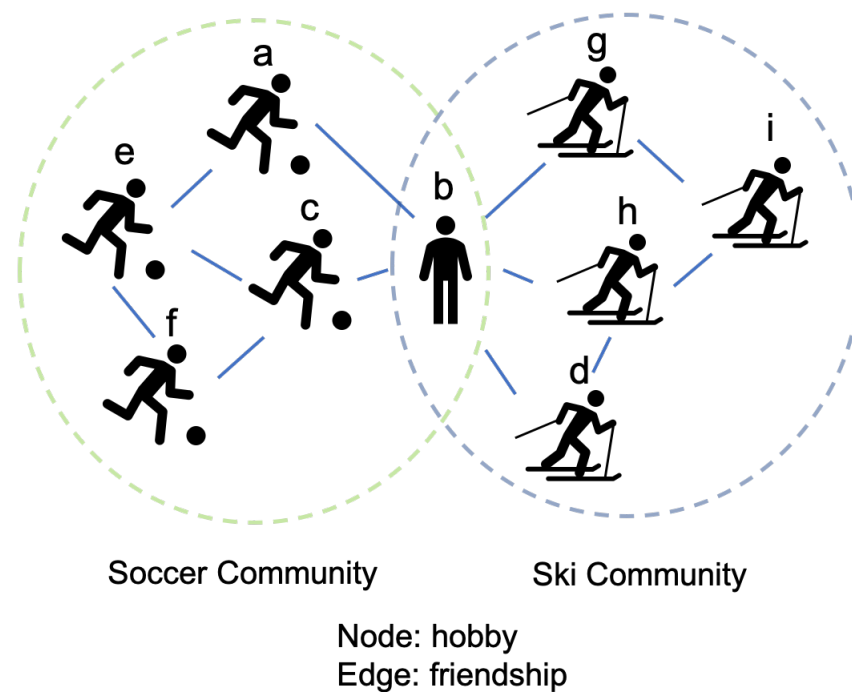 a
g
i
e
b
c
h
f
d
Soccer Community
Ski Community
Node: hobby
Edge: friendship